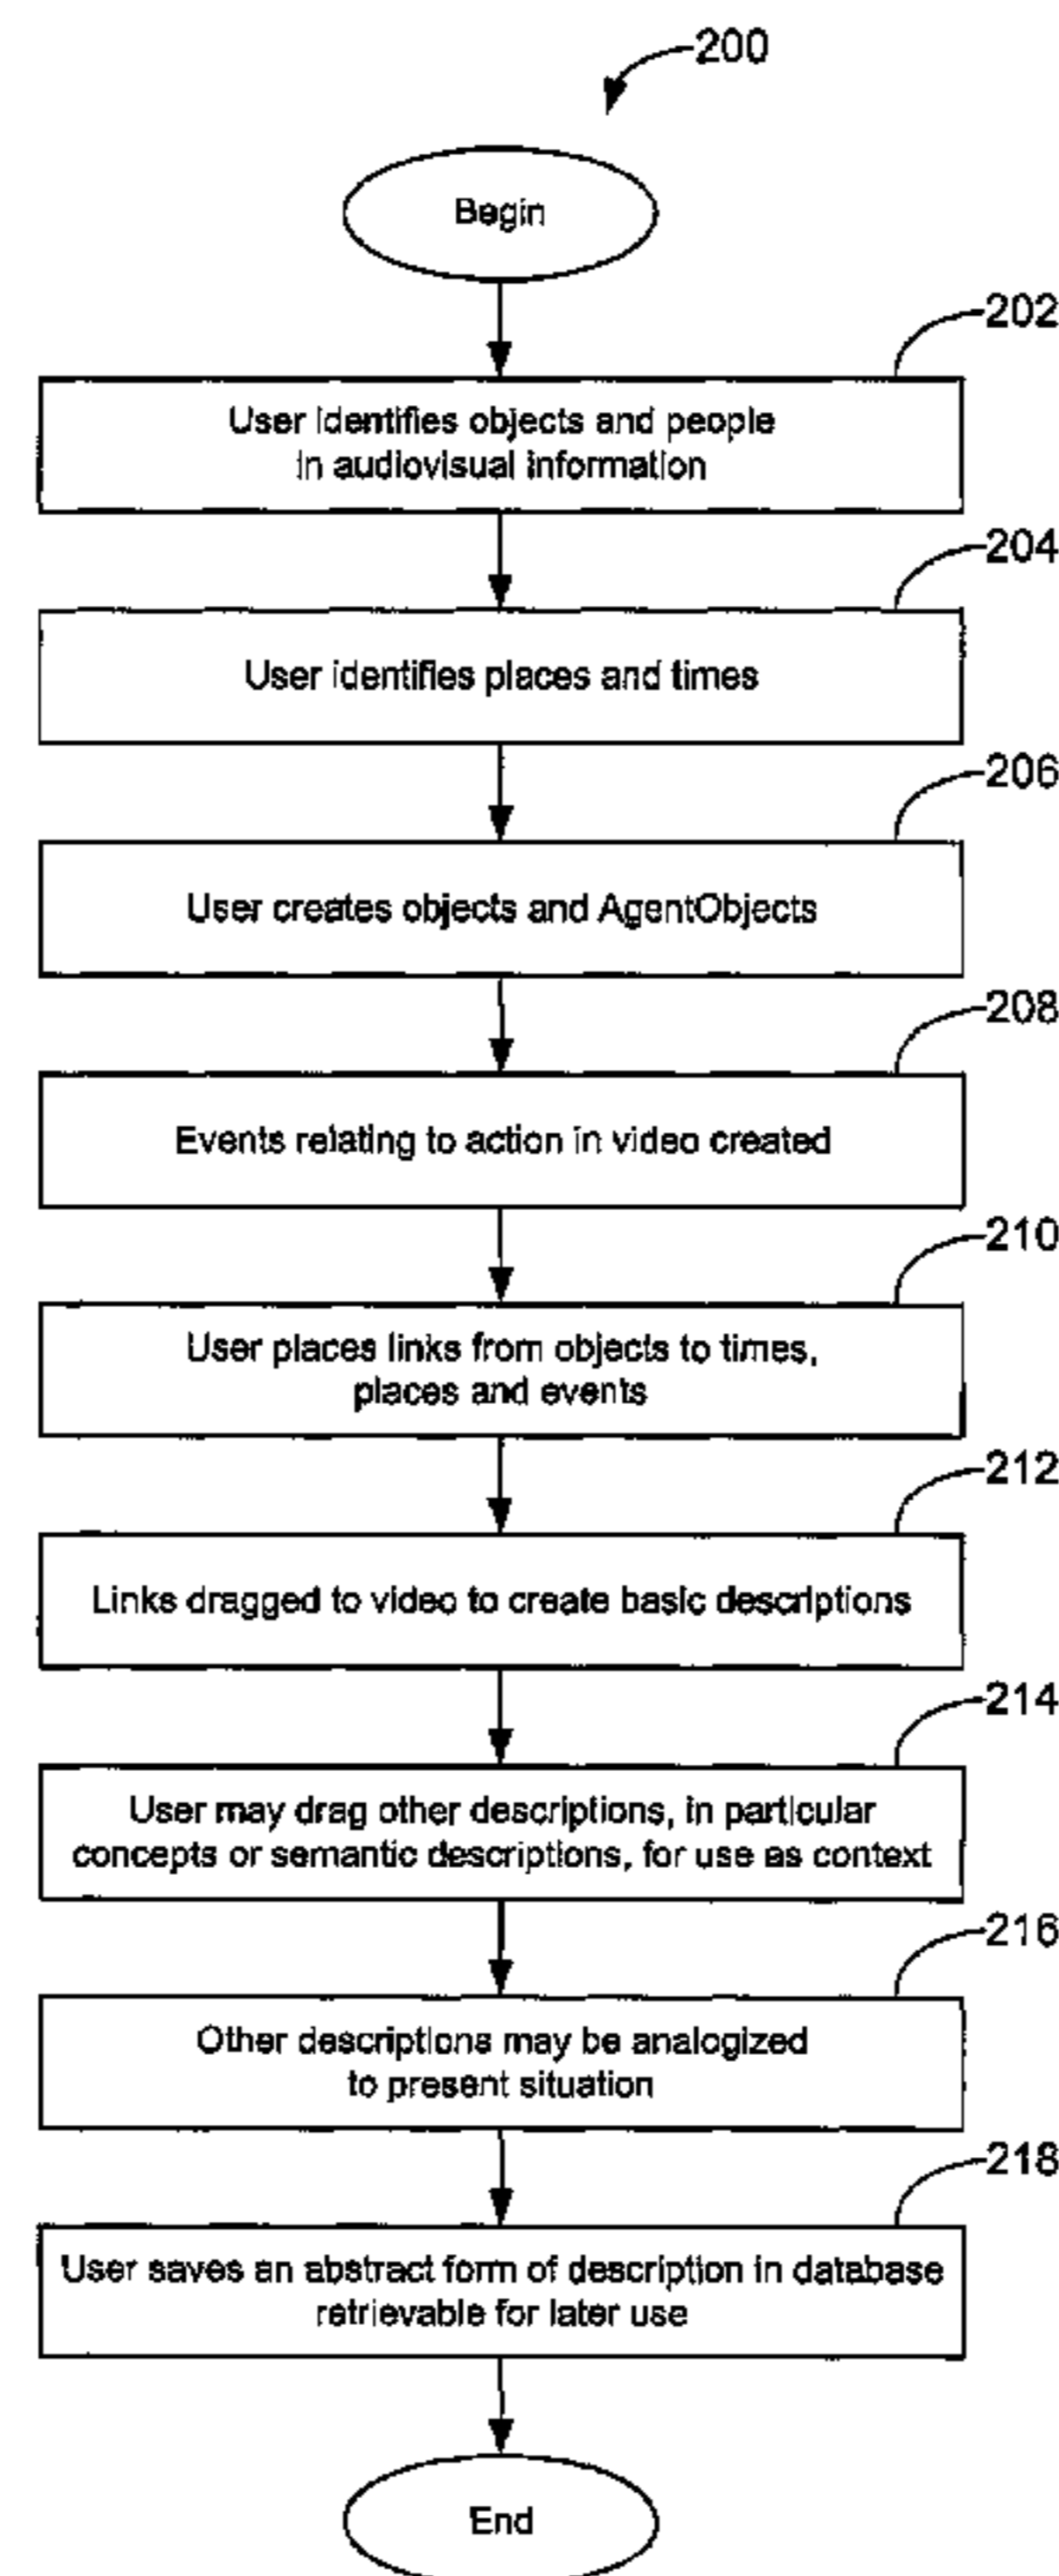 200
Begin
202
User identifies objects and people
in audiovisual information
204
User identifies places and times
206
User creates objects and AgentObjects
208
Events relating to action in video created
210
User places links from objects to times,
places and events
212
Links dragged to video to create basic descriptions
214
User may drag other descriptions, in particular
concepts or semantic descriptions, for use as context
216
Other descriptions may be analogized
to present situation
218
User saves an abstract form of description in database
retrievable for later use
End